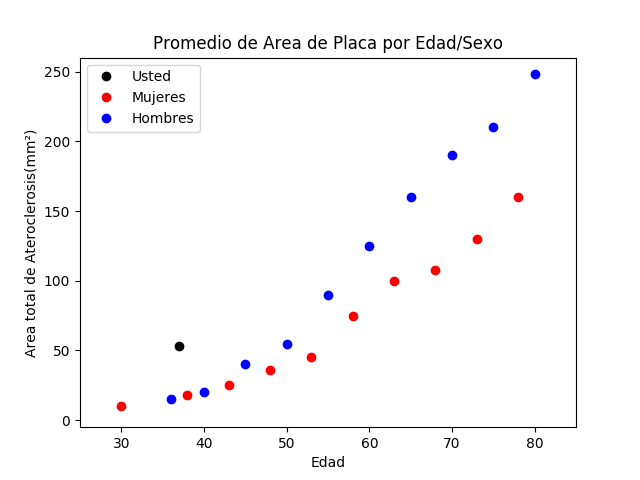 Promedio de Area de Placa por Edad/Sexo
Usted
Mujeres
Hombres
Area total de Ateroclerosis(mm²)
250
200
150
100
50
0
30 40 50 60 70 80
Edad